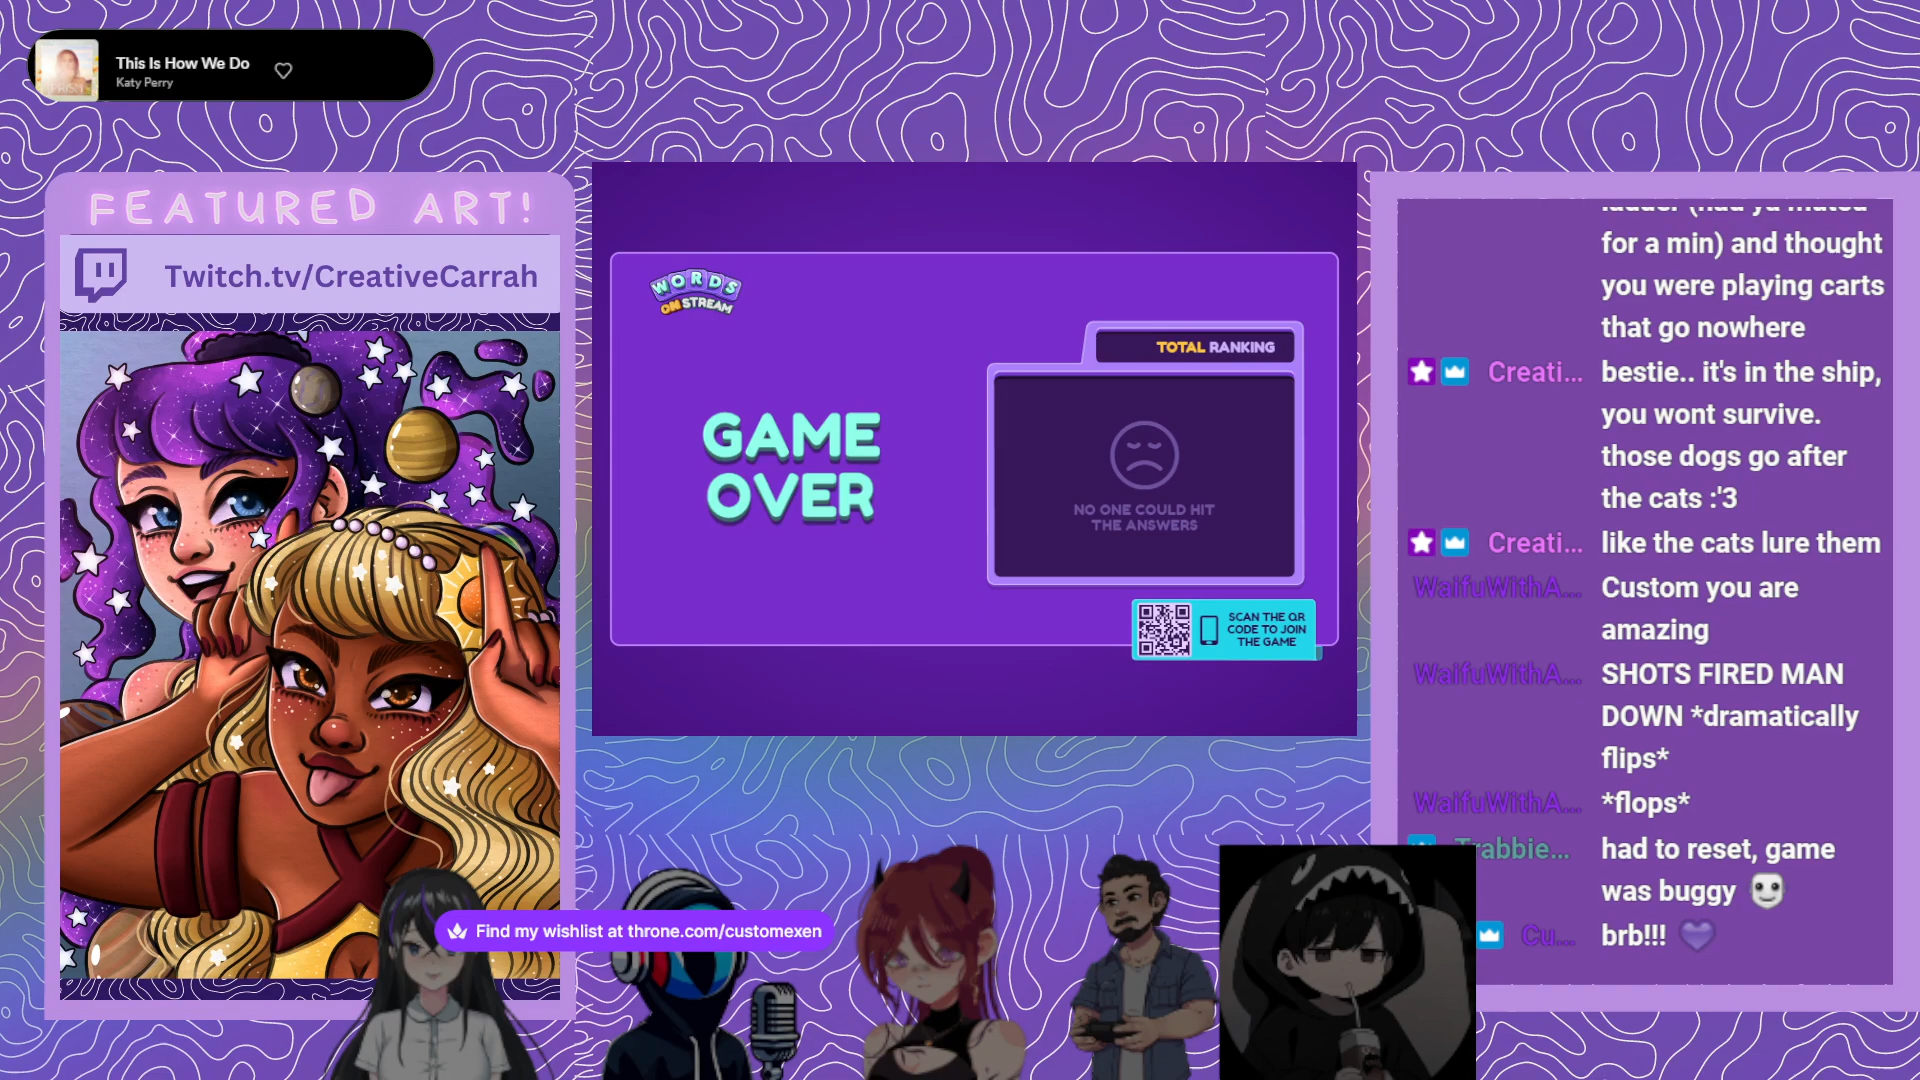 This Is How We Do
Katy Perry
FEATURED ART!
Twitch.tv/CreativeCarrah
WORDS
ON STREAM
TOTAL RANKING
GAME
OVER
NO ONE COULD HIT
THE ANSWERS
SCAN THE QR
CODE TO JOIN
THE GAME
for a min) and thought
you were playing carts
that go nowhere
Creati... bestie.. it's in the ship,
you wont survive.
those dogs go after
the cats :'3
Creati... like the cats lure them
WaifuWithA... Custom you are
amazing
WaifuWithA... SHOTS FIRED MAN
DOWN *dramatically
flips*
WaifuWithA... *flops*
Trabbie... had to reset, game
was buggy
Cu... brb!!!
Find my wishlist at throne.com/customexen